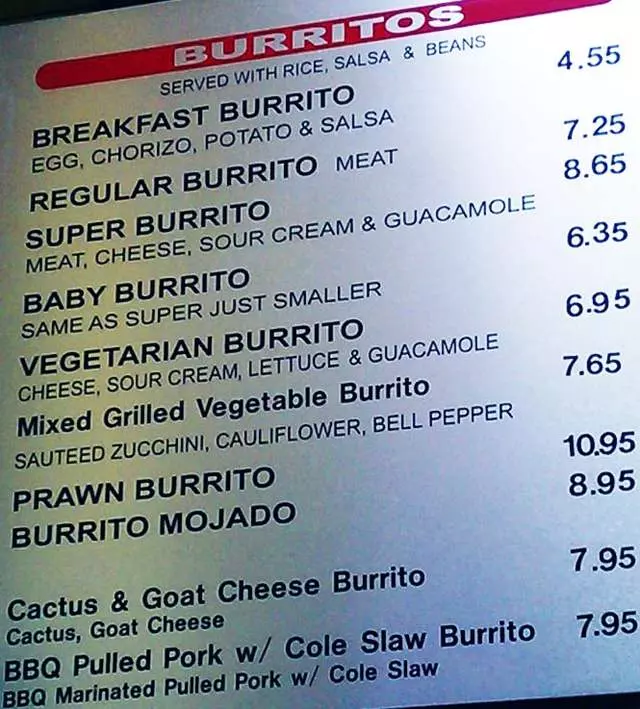 BURRITOS
SERVED WITH RICE, SALSA & BEANS
BREAKFAST BURRITO 4.55
EGG, CHORIZO, POTATO & SALSA
REGULAR BURRITO MEAT 7.25
SUPER BURRITO 8.65
MEAT, CHEESE, SOUR CREAM & GUACAMOLE
BABY BURRITO 6.35
SAME AS SUPER JUST SMALLER
VEGETARIAN BURRITO 6.95
CHEESE, SOUR CREAM, LETTUCE & GUACAMOLE
Mixed Grilled Vegetable Burrito 7.65
SAUTEED ZUCCHINI, CAULIFLOWER, BELL PEPPER
PRAWN BURRITO 10.95
BURRITO MOJADO 8.95
Cactus & Goat Cheese Burrito 7.95
Cactus, Goat Cheese
BBQ Pulled Pork w/ Cole Slaw Burrito 7.95
BBQ Marinated Pulled Pork w/ Cole Slaw